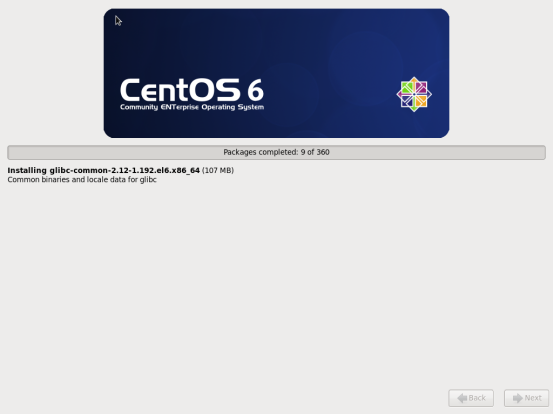 CentOS 6
Community ENTerprise Operating System
Packages completed: 9 of 360
Installing glibc-common-2.12-1.192.el6.x86_64 (107 MB)
Common binaries and locale data for glibc
Back Next